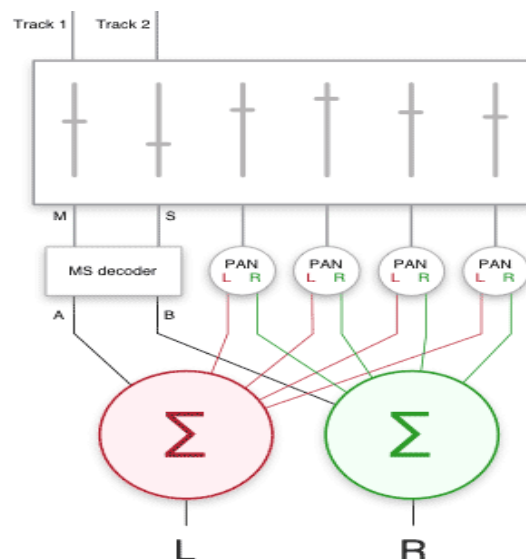 Track 1 Track 2
M S
MS decoder
PAN PAN PAN PAN
L R L R L R L R
A B
Σ Σ
L R